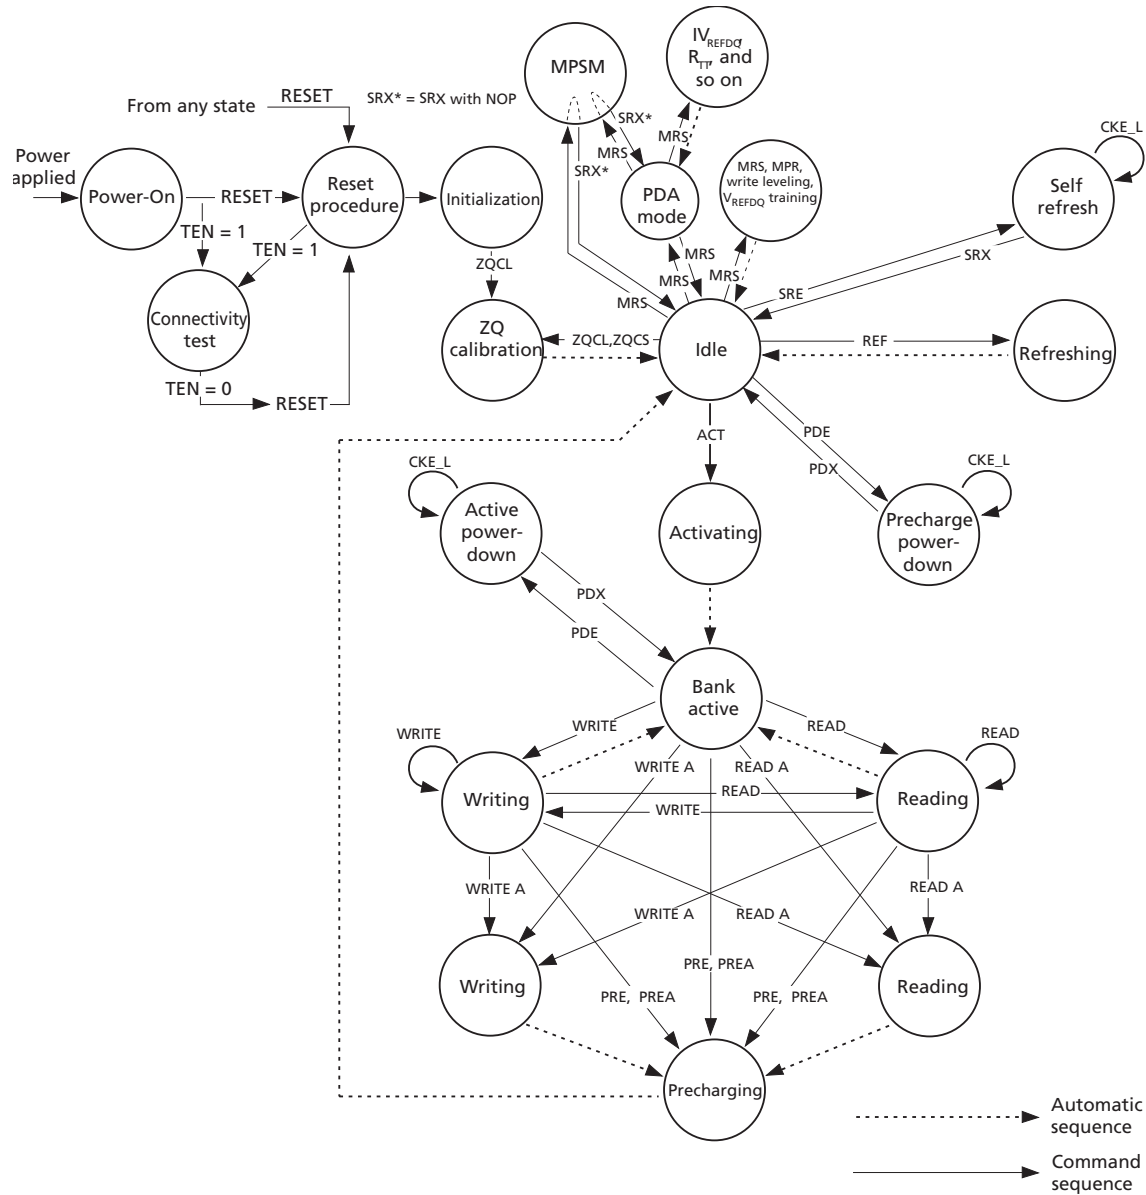 MPSM
IVREFDQ,
RTT, and
so on
From any state
RESET
SRX* = SRX with NOP
SRX*
MRS
MRS
SRX*
CKE_L
Power
applied
Power-On
RESET
Reset
procedure
Initialization
PDA
mode
MRS, MPR,
write leveling,
VREFDQ training
Self
refresh
TEN = 1
TEN = 1
ZQCL
MRS
MRS
MRS
MRS
SRX
SRE
Connectivity
test
ZQ
calibration
ZQCL,ZQCS
Idle
REF
Refreshing
TEN = 0
RESET
ACT
PDE
PDX
CKE_L
CKE_L
Active
power-
down
Activating
Precharge
power-
down
PDX
PDE
Bank
active
WRITE
WRITE
READ
READ
WRITE A
READ A
Writing
READ
WRITE
Reading
WRITE A
READ A
WRITE A
READ A
Writing
PRE, PREA
PRE, PREA
PRE, PREA
Reading
Precharging
Automatic
sequence
Command
sequence